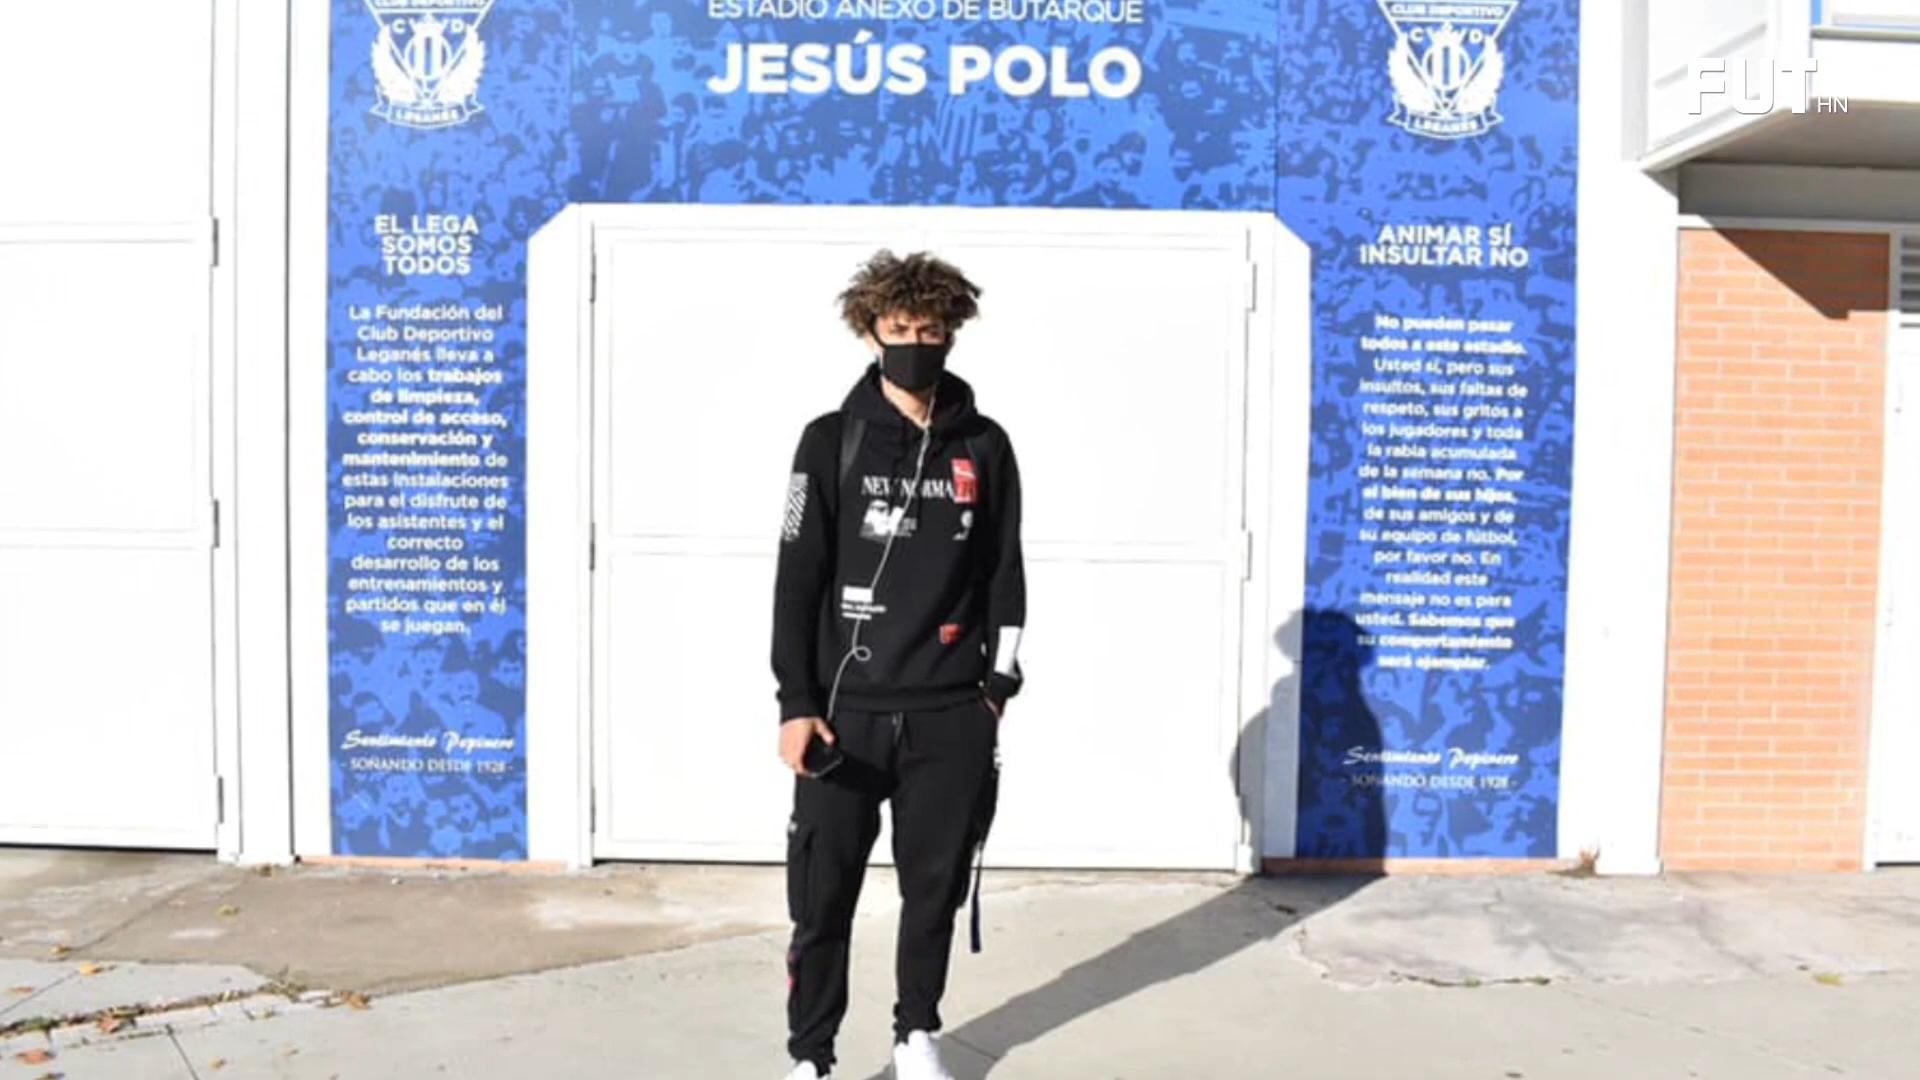 CLUB DEPORTIVO
C V D
LEGANÉS
ESTADIO ANEXO DE BUTARQUE
JESÚS POLO
CLUB DEPORTIVO
C V D
LEGANÉS
FUT HN
EL LEGA
SOMOS
TODOS
La Fundación del
Club Deportivo
Leganés lleva a
cabo los trabajos
de limpieza,
control de acceso,
conservación y
mantenimiento de
estas instalaciones
para el disfrute de
los asistentes y el
correcto
desarrollo de los
entrenamientos y
partidos que en él
se juegan.
Sentimiento Pepinero
- SOÑANDO DESDE 1928 -
NEW NORMA
ANIMAR SÍ
INSULTAR NO
No pueden pasar
todos a este estadio.
Usted sí, pero sus
insultos, sus faltas de
respeto, sus gritos a
los jugadores y toda
la rabia acumulada
de la semana no. Por
el bien de sus hijos,
de sus amigos y de
su equipo de fútbol,
por favor no. En
realidad este
mensaje no es para
usted. Sabemos que
su comportamiento
será ejemplar.
Sentimiento Pepinero
- SOÑANDO DESDE 1928 -